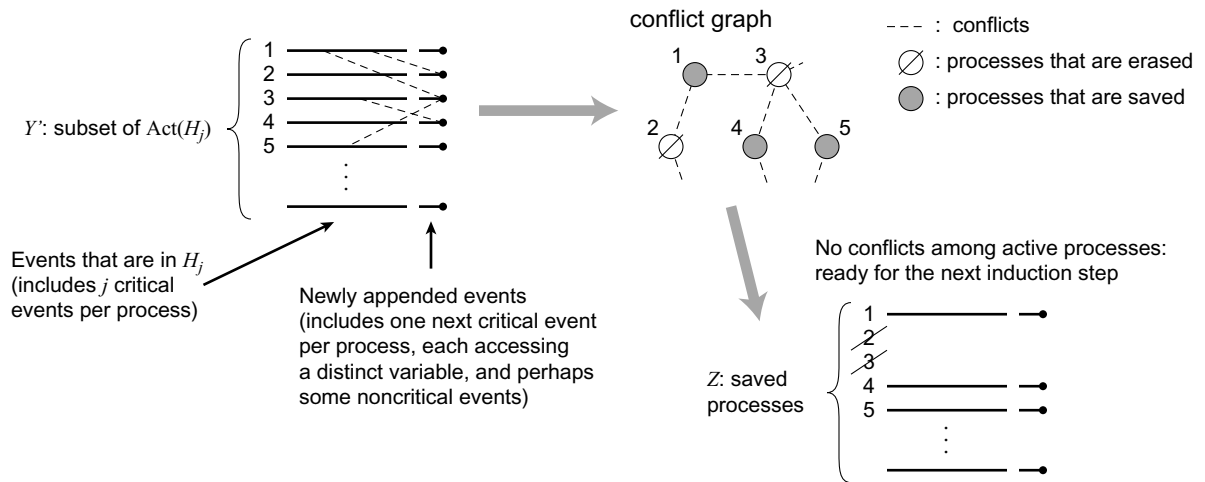 conflict graph
: conflicts
: processes that are erased
: processes that are saved
1
2
3
4
5
Y': subset of Act(H_j)
1
3
2
4
5
Events that are in H_j
(includes j critical
events per process)
Newly appended events
(includes one next critical event
per process, each accessing
a distinct variable, and perhaps
some noncritical events)
No conflicts among active processes:
ready for the next induction step
1
2
3
4
5
Z: saved
processes